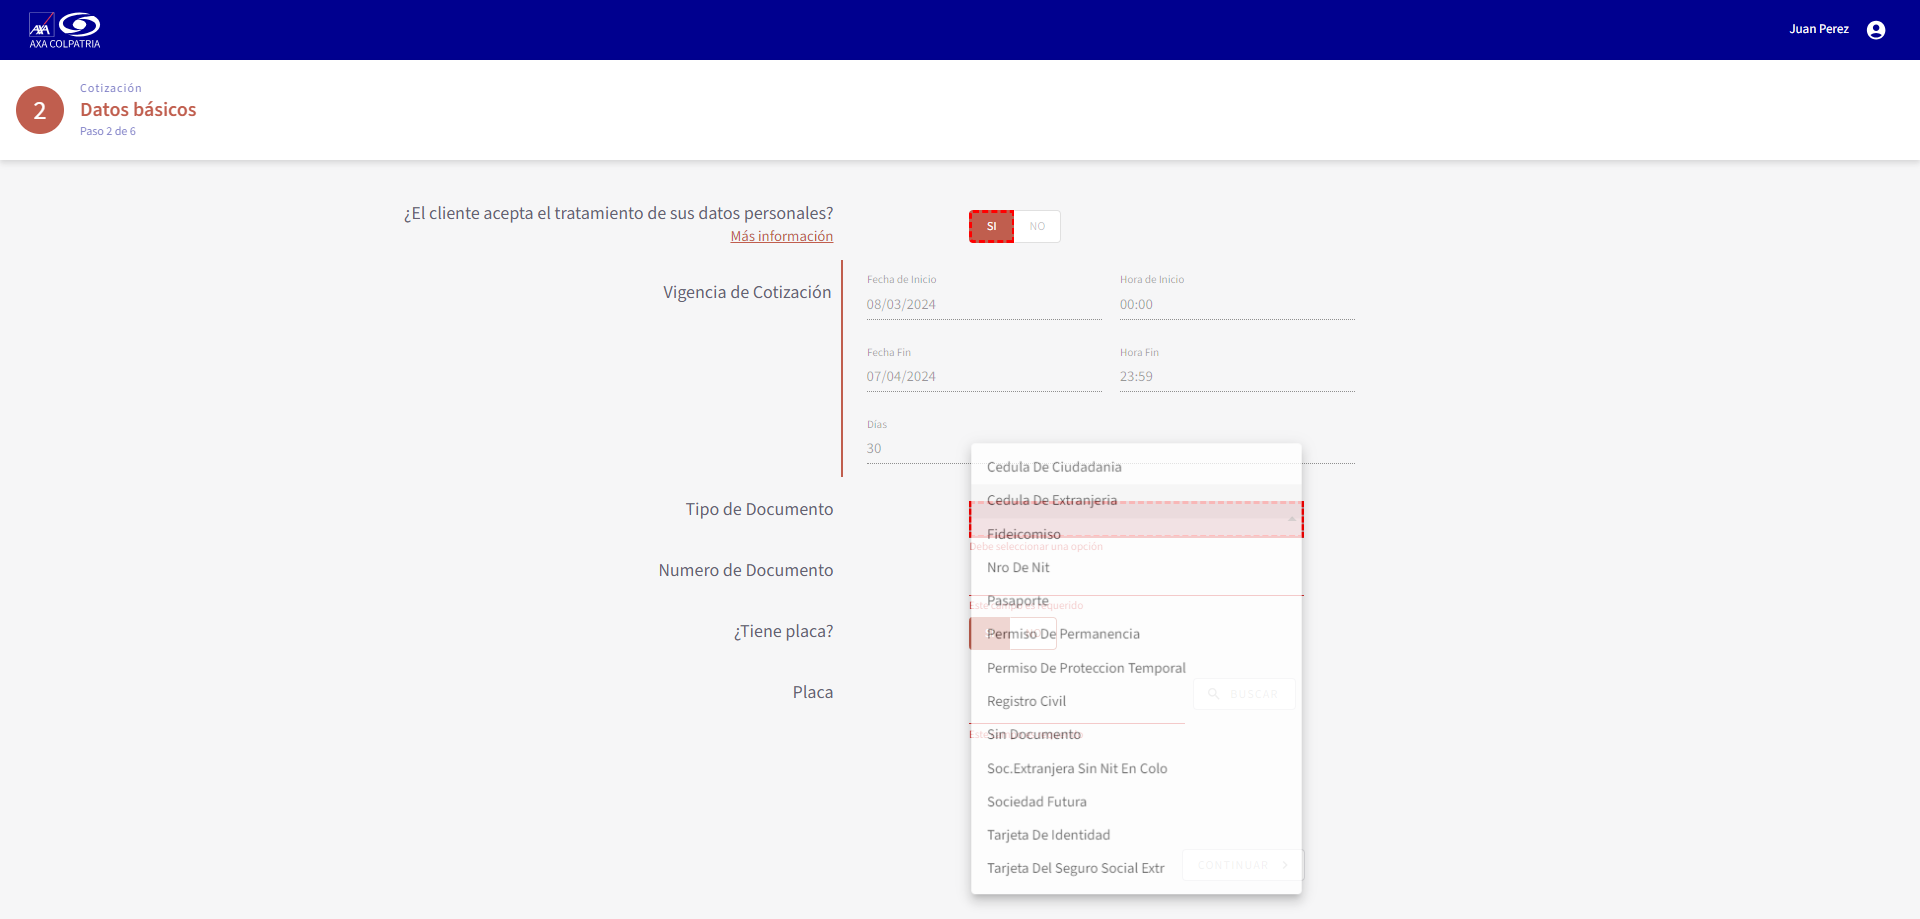 AXA COLPATRIA
Juan Perez
2
Cotización
Datos básicos
Paso 2 de 6
¿El cliente acepta el tratamiento de sus datos personales?
Más información
SI
NO
Vigencia de Cotización
Fecha de Inicio
Hora de Inicio
08/03/2024
00:00
Fecha Fin
Hora Fin
07/04/2024
23:59
Días
30
Tipo de Documento
Cedula De Ciudadania
Cedula De Extranjeria
Fideicomiso
Debe seleccionar una opción
Numero de Documento
Nro De Nit
Pasaporte
Este campo es requerido
¿Tiene placa?
Permiso De Permanencia
Permiso De Proteccion Temporal
Placa
BUSCAR
Registro Civil
Sin Documento
Soc.Extranjera Sin Nit En Colo
Sociedad Futura
Tarjeta De Identidad
Tarjeta Del Seguro Social Extr
CONTINUAR